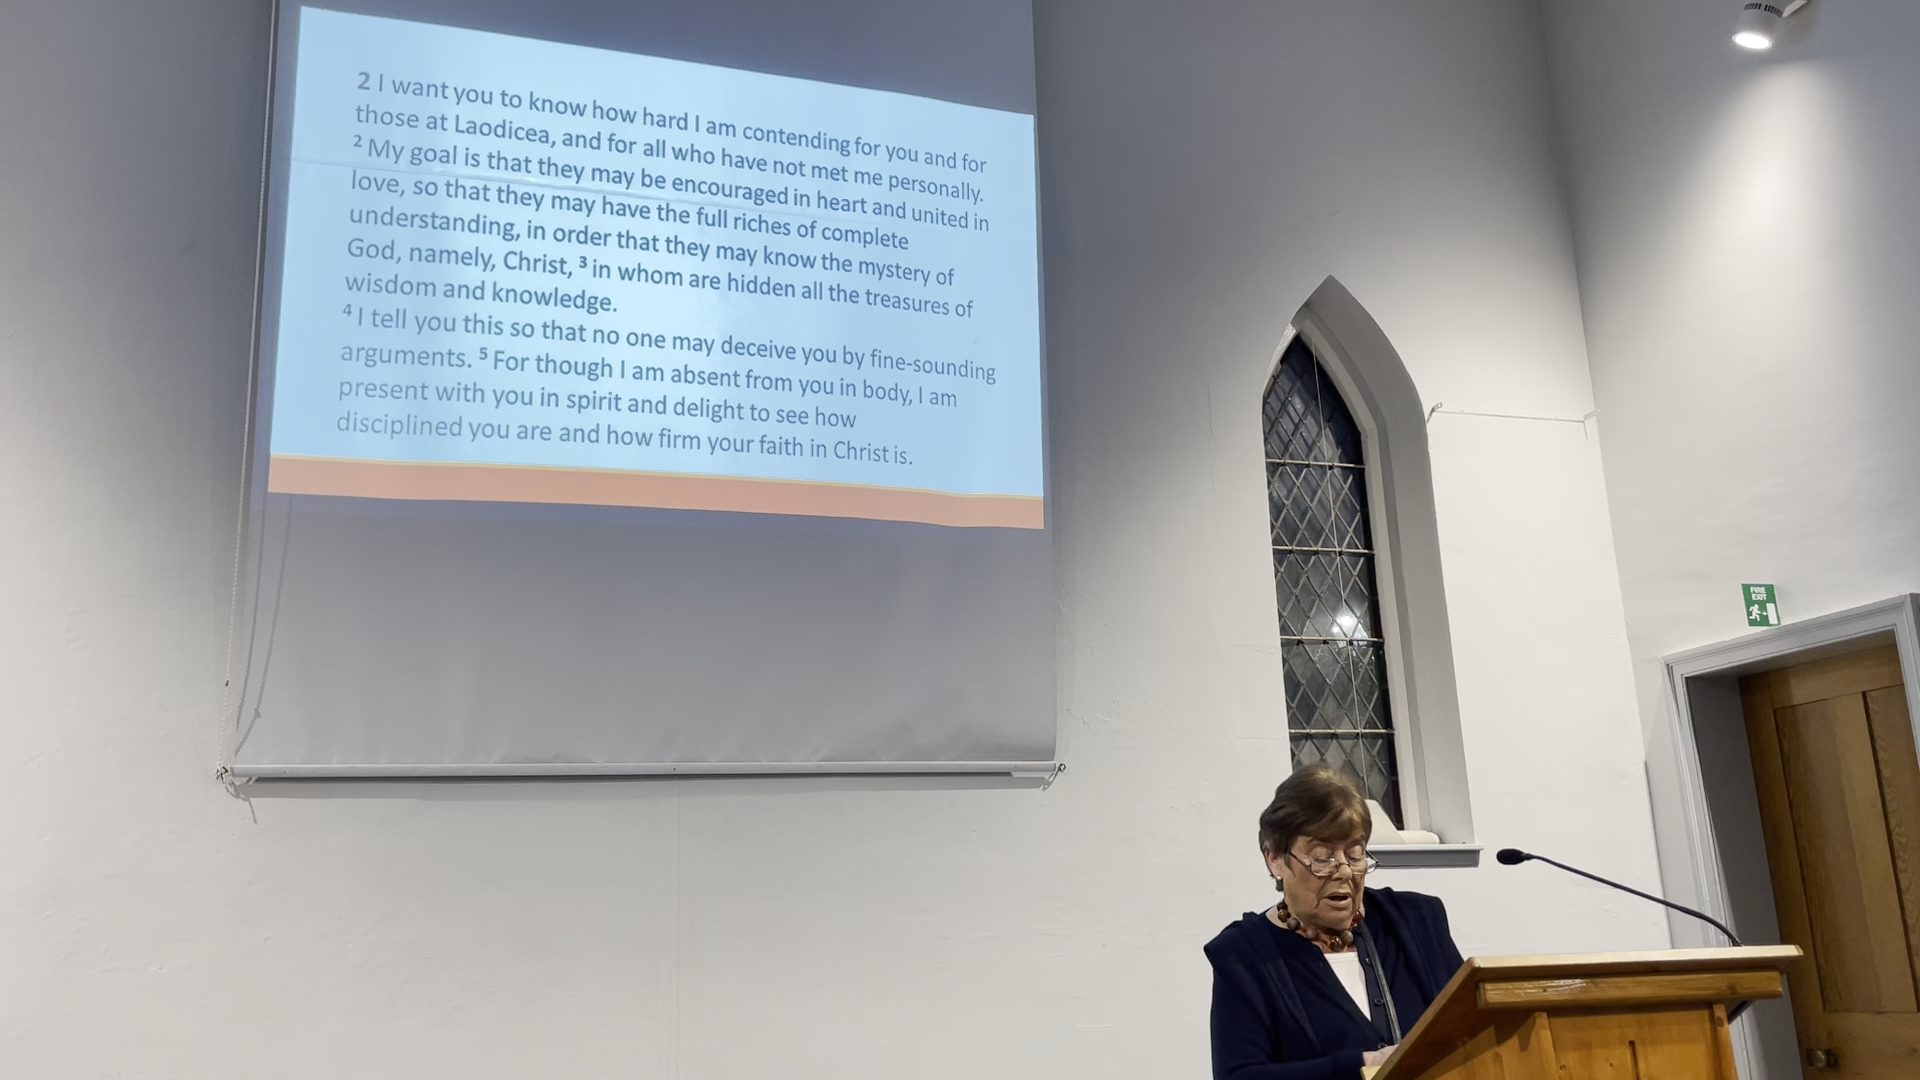 2 I want you to know how hard I am contending for you and for
those at Laodicea, and for all who have not met me personally.
² My goal is that they may be encouraged in heart and united in
love, so that they may have the full riches of complete
understanding, in order that they may know the mystery of
God, namely, Christ, ³ in whom are hidden all the treasures of
wisdom and knowledge.
⁴ I tell you this so that no one may deceive you by fine-sounding
arguments. ⁵ For though I am absent from you in body, I am
present with you in spirit and delight to see how
disciplined you are and how firm your faith in Christ is.
FIRE
EXIT